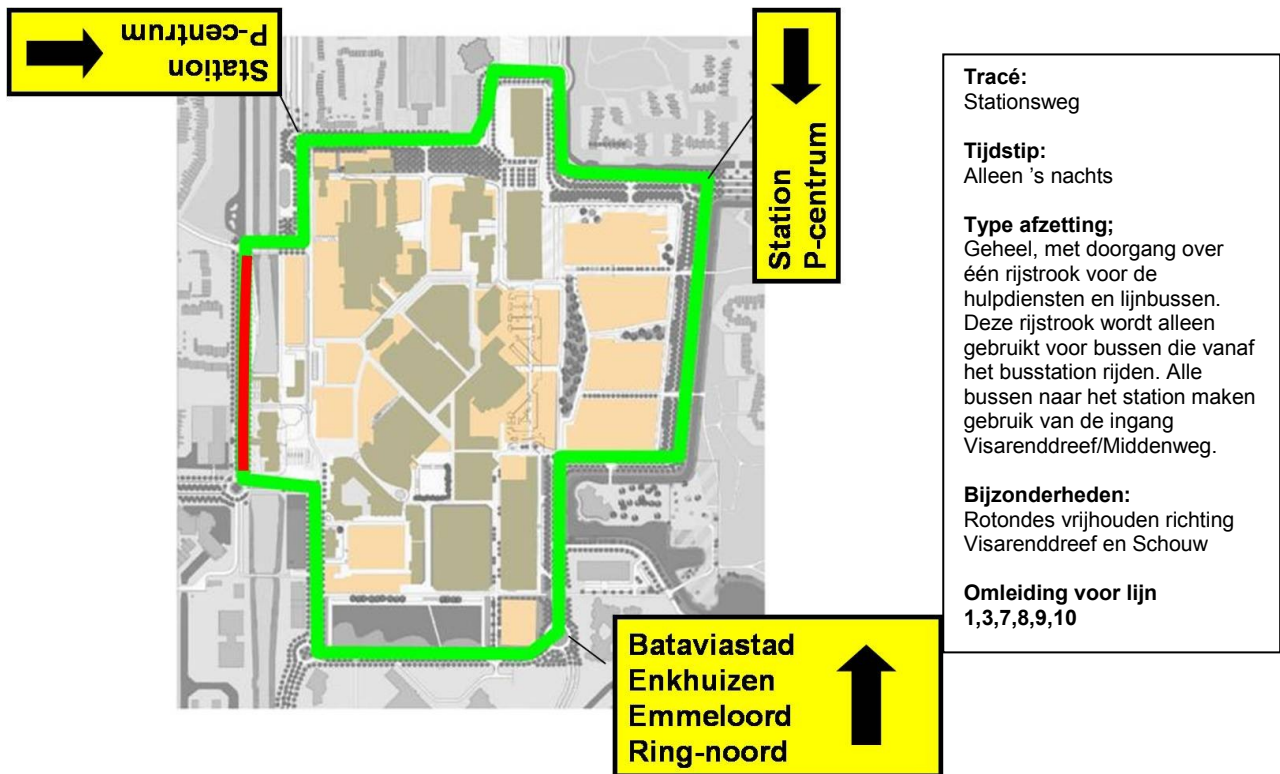 Station
P-centrum
Station
P-centrum
Bataviastad
Enkhuizen
Emmeloord
Ring-noord
Tracé:
Stationsweg
Tijdstip:
Alleen ’s nachts
Type afzetting;
Geheel, met doorgang over
één rijstrook voor de
hulpdiensten en lijnbussen.
Deze rijstrook wordt alleen
gebruikt voor bussen die vanaf
het busstation rijden. Alle
bussen naar het station maken
gebruik van de ingang
Visarenddreef/Middenweg.
Bijzonderheden:
Rotondes vrijhouden richting
Visarenddreef en Schouw
Omleiding voor lijn
1,3,7,8,9,10